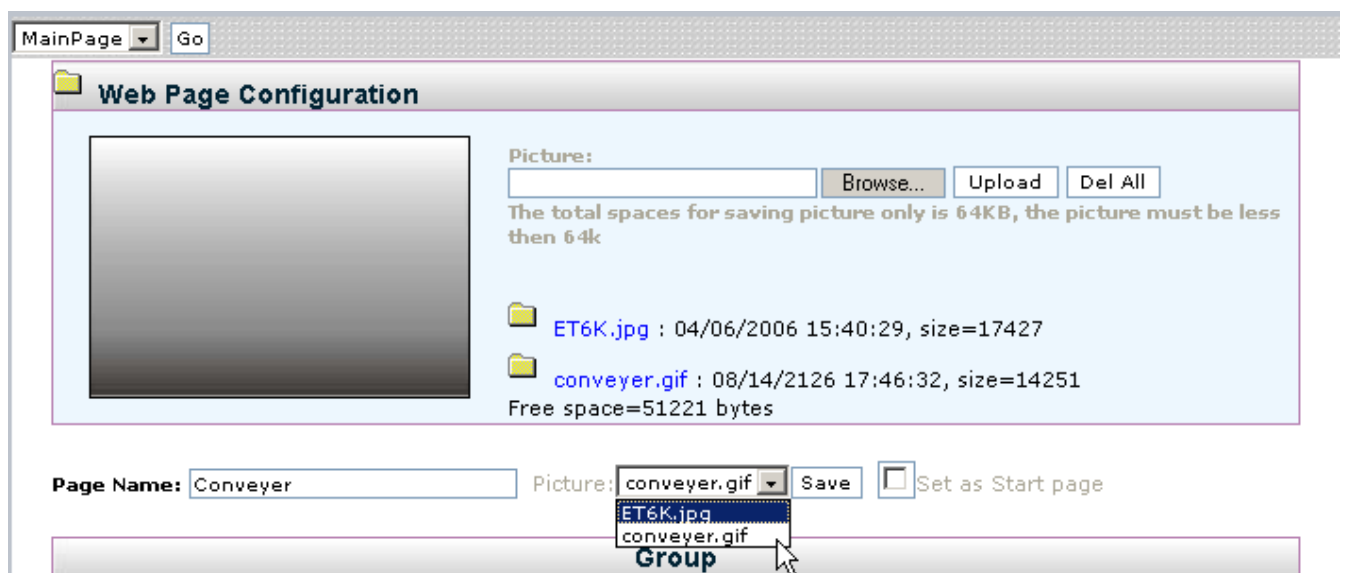 MainPage Go
Web Page Configuration
Picture:
Browse... Upload Del All
The total spaces for saving picture only is 64KB, the picture must be less
then 64k
ET6K.jpg : 04/06/2006 15:40:29, size=17427
conveyer.gif : 08/14/2126 17:46:32, size=14251
Free space=51221 bytes
Page Name: Conveyer Picture: conveyer.gif Save Set as Start page
ET6K.jpg
conveyer.gif
Group